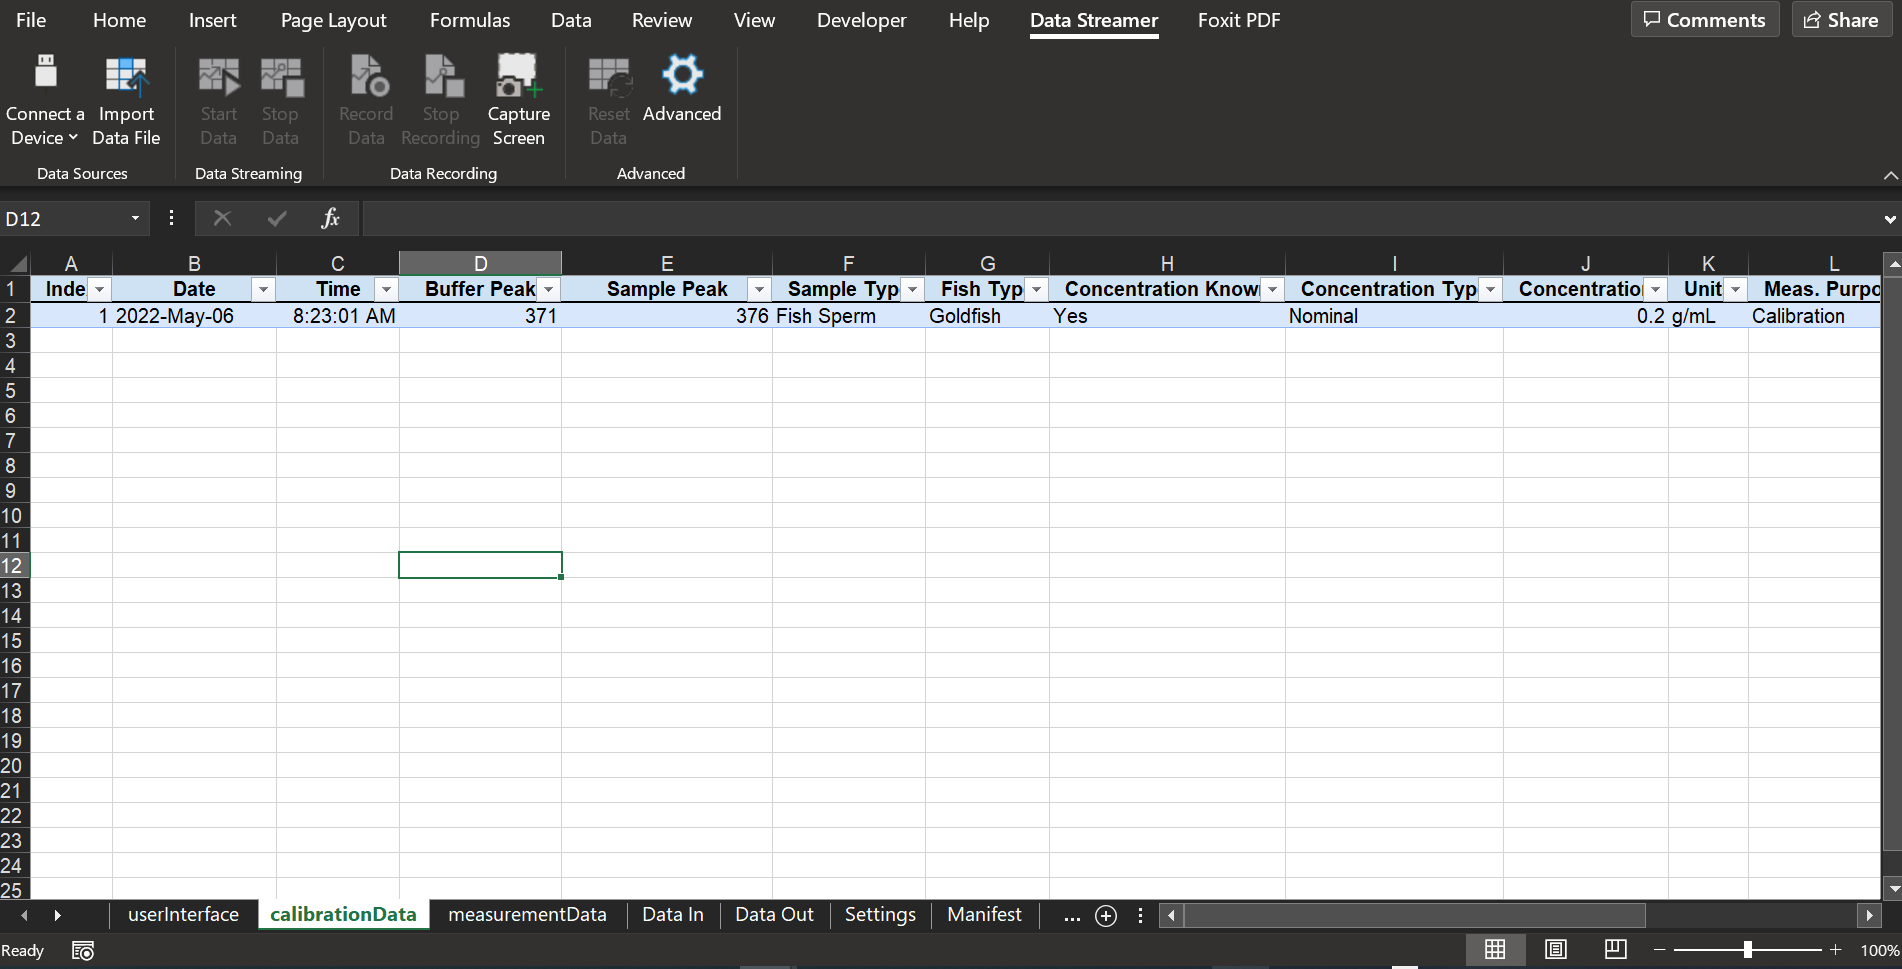 File Home Insert Page Layout Formulas Data Review View Developer Help Data Streamer Foxit PDF Comments Share
Connect a Import Start Stop Record Stop Capture Reset Advanced
Device Data File Data Data Data Recording Screen Data
Data Sources Data Streaming Data Recording Advanced
D12 fx
A B C D E F G H I J K L
1 Inde Date Time Buffer Peak Sample Peak Sample Typ Fish Typ Concentration Know Concentration Typ Concentratio Unit Meas. Purpo
2 1 2022-May-06 8:23:01 AM 371 376 Fish Sperm Goldfish Yes Nominal 0.2 g/mL Calibration
3
4
5
6
7
8
9
10
11
12
13
14
15
16
17
18
19
20
21
22
23
24
25
userInterface calibrationData measurementData Data In Data Out Settings Manifest ...
Ready 100%